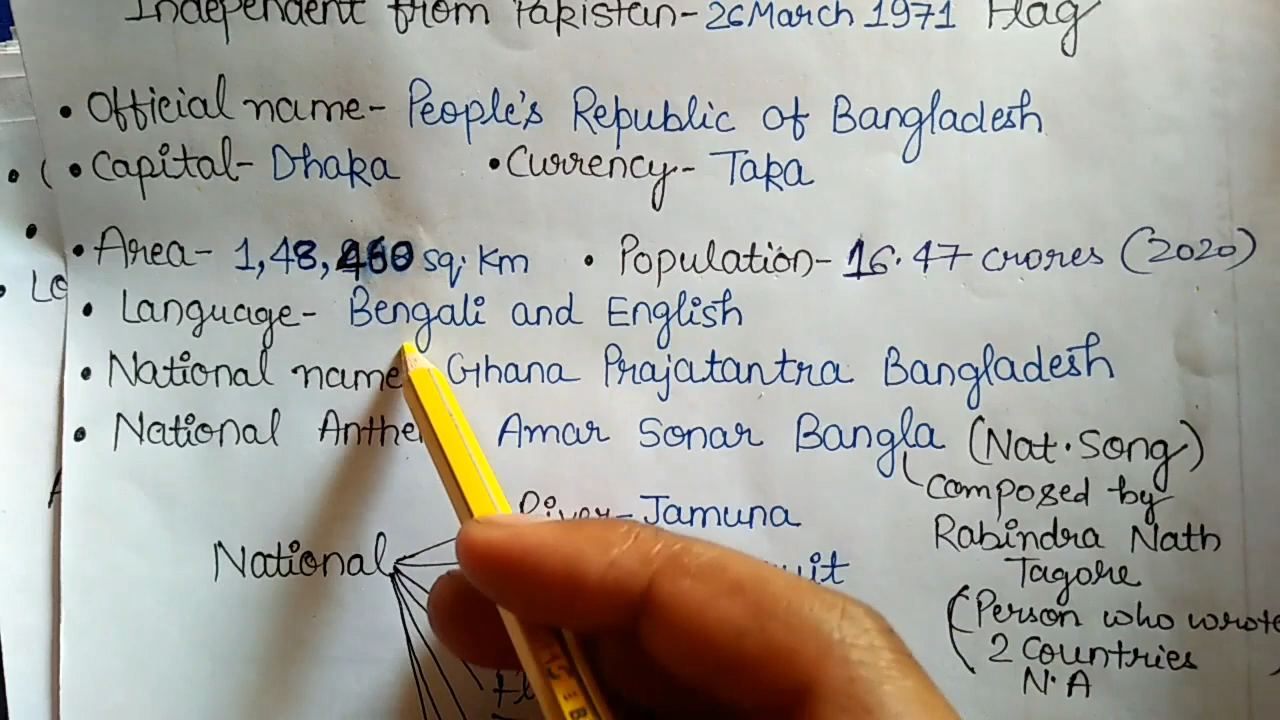 Independent from Pakistan- 26 March 1971 Flag
• Official name- People's Republic of Bangladesh
• Capital- Dhaka • Currency- Taka
• Area- 1,48,460 sq. Km • Population- 16.47 crores (2020)
• Language- Bengali and English
• National name Ghana Prajatantra Bangladesh
• National Anthe Amar Sonar Bangla (Nat. Song)
Composed by
River- Jamuna
Rabindra Nath
National
Tagore
(Person who wrote
2 Countries
N.A